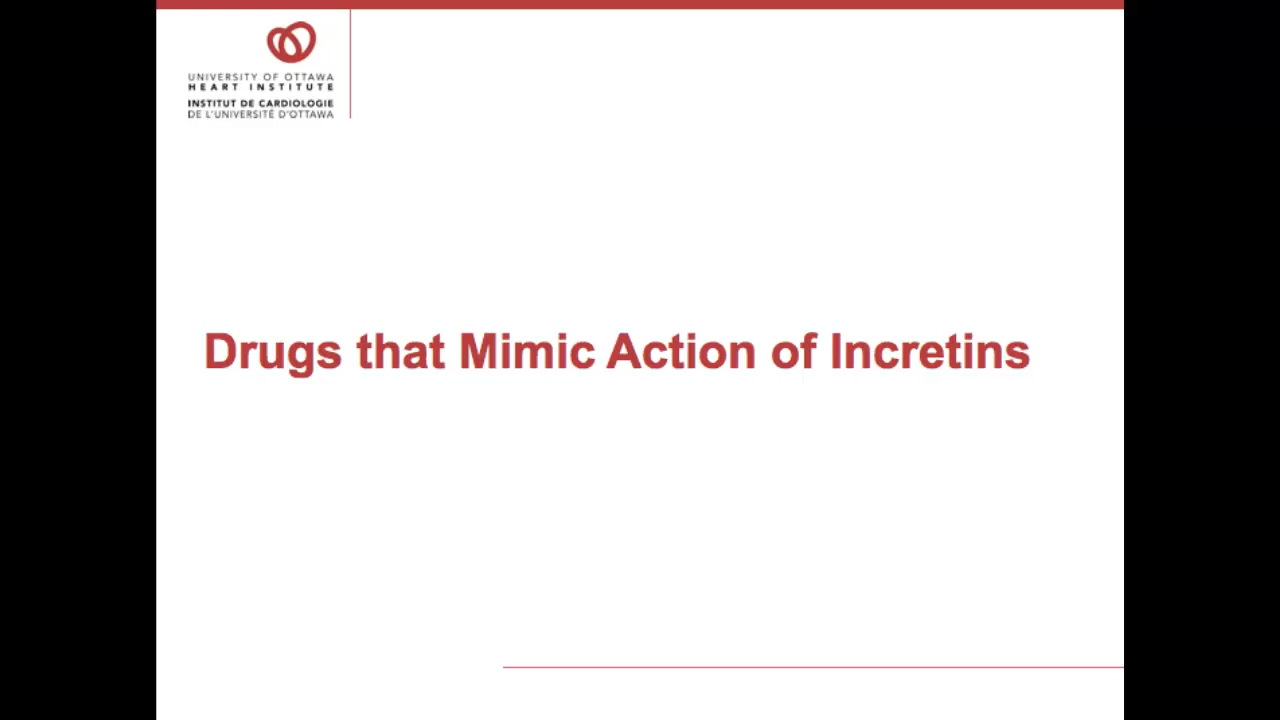 UNIVERSITY OF OTTAWA
HEART INSTITUTE
INSTITUT DE CARDIOLOGIE
DE L'UNIVERSITÉ D'OTTAWA
Drugs that Mimic Action of Incretins